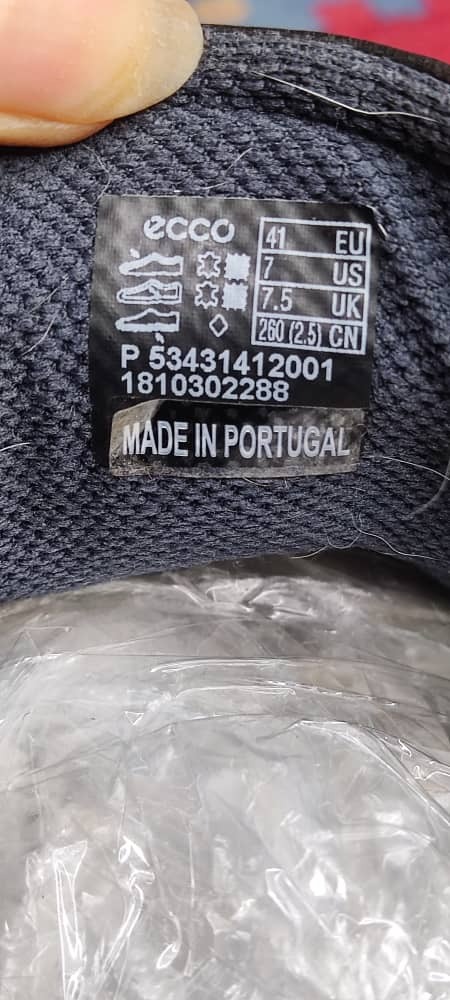 ecco
41 EU
7 US
7.5 UK
260 (2.5) CN
P 53431412001
1810302288
MADE IN PORTUGAL